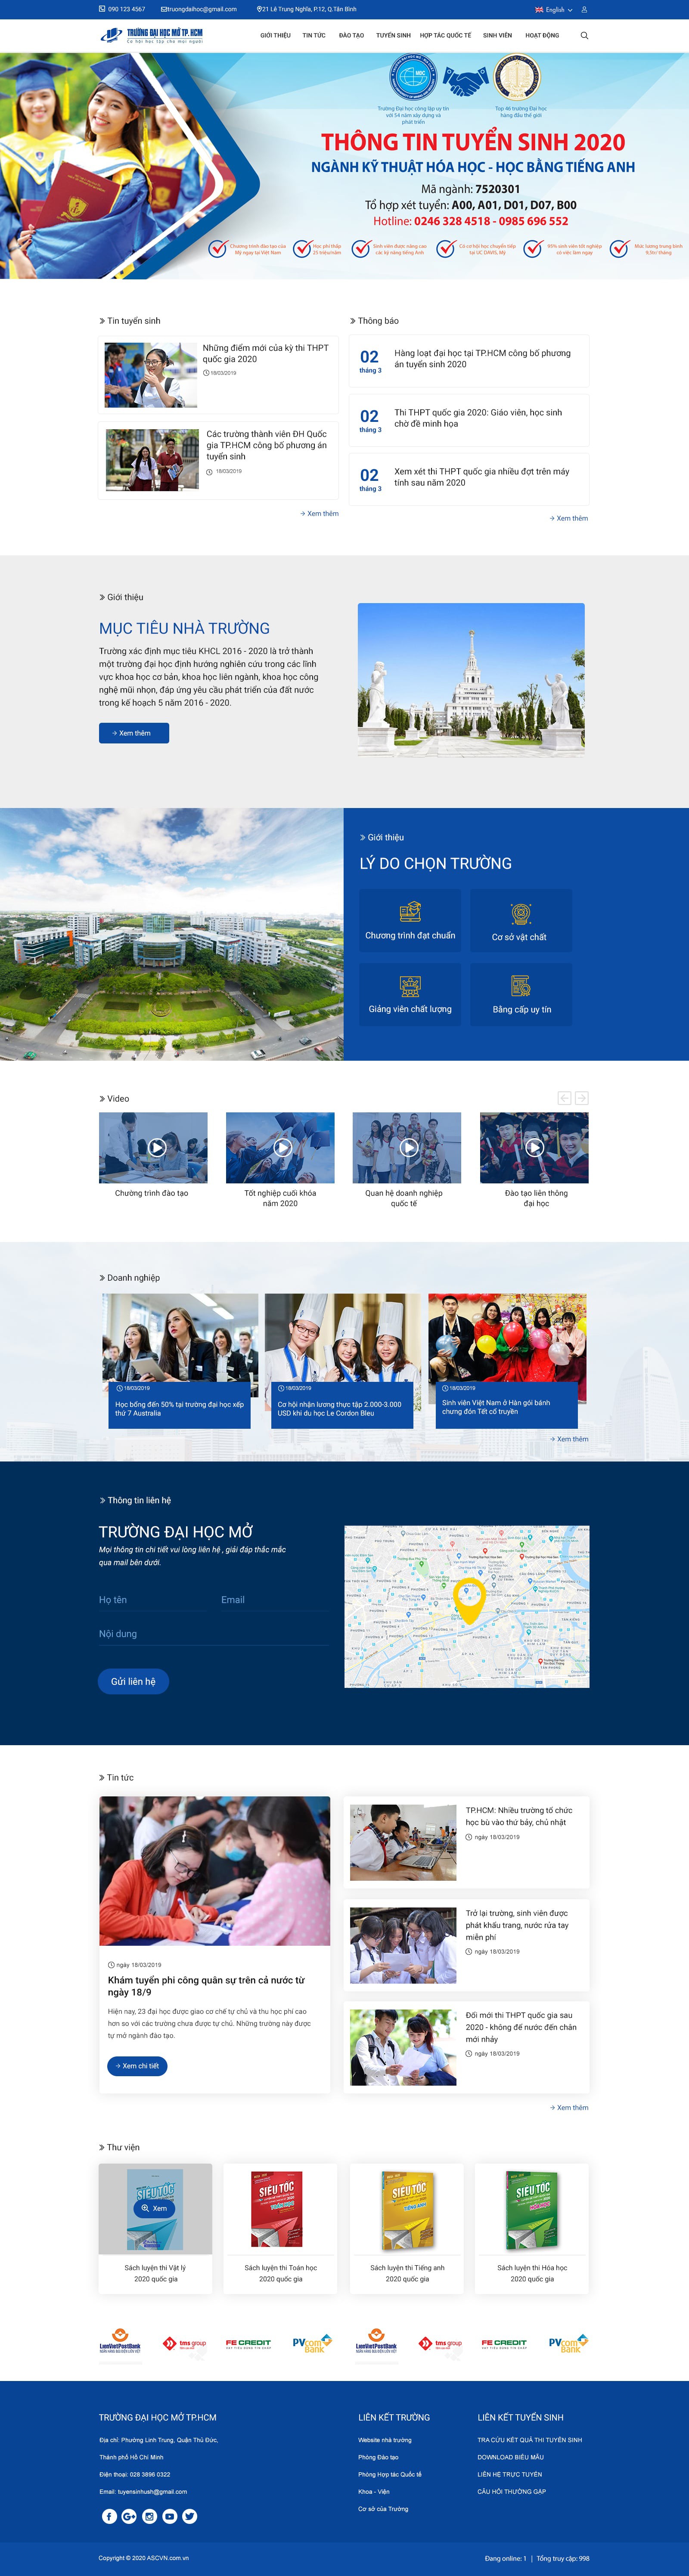 090 123 4567
truongdaihoc@gmail.com
21 Lê Trung Nghĩa, P.12, Q.Tân Bình
English
TRƯỜNG ĐẠI HỌC MỞ TP.HCM
Cơ hội học tập cho mọi người
GIỚI THIỆU
TIN TỨC
ĐÀO TẠO
TUYỂN SINH
HỢP TÁC QUỐC TẾ
SINH VIÊN
HOẠT ĐỘNG
Trường Đại học công lập uy tín
với 54 năm xây dựng và
phát triển
Top 46 trường Đại học
hàng đầu thế giới
THÔNG TIN TUYỂN SINH 2020
NGÀNH KỸ THUẬT HÓA HỌC - HỌC BẰNG TIẾNG ANH
Mã ngành: 7520301
Tổ hợp xét tuyển: A00, A01, D01, D07, B00
Hotline: 0246 328 4518 - 0985 696 552
Chương trình đào tạo của
Mỹ ngay tại Việt Nam
Học phí thấp
25 triệu/năm
Sinh viên được nâng cao
các kỹ năng tiếng Anh
Có cơ hội học chuyển tiếp
tại UC DAVIS, Mỹ
95% sinh viên tốt nghiệp
có việc làm ngay
Mức lương trung bình
9,5tr/ tháng
Tin tuyển sinh
Những điểm mới của kỳ thi THPT
quốc gia 2020
18/03/2019
Các trường thành viên ĐH Quốc
gia TP.HCM công bố phương án
tuyển sinh
18/03/2019
Xem thêm
Thông báo
02
tháng 3
Hàng loạt đại học tại TP.HCM công bố phương
án tuyển sinh 2020
02
tháng 3
Thi THPT quốc gia 2020: Giáo viên, học sinh
chờ đề minh họa
02
tháng 3
Xem xét thi THPT quốc gia nhiều đợt trên máy
tính sau năm 2020
Xem thêm
Giới thiệu
MỤC TIÊU NHÀ TRƯỜNG
Trường xác định mục tiêu KHCL 2016 - 2020 là trở thành
một trường đại học định hướng nghiên cứu trong các lĩnh
vực khoa học cơ bản, khoa học liên ngành, khoa học công
nghệ mũi nhọn, đáp ứng yêu cầu phát triển của đất nước
trong kế hoạch 5 năm 2016 - 2020.
Xem thêm
Giới thiệu
LÝ DO CHỌN TRƯỜNG
Chương trình đạt chuẩn
Cơ sở vật chất
Giảng viên chất lượng
Bằng cấp uy tín
Video
Chường trình đào tạo
Tốt nghiệp cuối khóa
năm 2020
Quan hệ doanh nghiệp
quốc tế
Đào tạo liên thông
đại học
Doanh nghiệp
18/03/2019
Học bổng đến 50% tại trường đại học xếp
thứ 7 Australia
18/03/2019
Cơ hội nhận lương thực tập 2.000-3.000
USD khi du học Le Cordon Bleu
18/03/2019
Sinh viên Việt Nam ở Hàn gói bánh
chưng đón Tết cổ truyền
Xem thêm
Thông tin liên hệ
TRƯỜNG ĐẠI HỌC MỞ
Mọi thông tin chi tiết vui lòng liên hệ , giải đáp thắc mắc
qua mail bên dưới.
Họ tên
Email
Nội dung
Gửi liên hệ
Tin tức
ngày 18/03/2019
Khám tuyển phi công quân sự trên cả nước từ
ngày 18/9
Hiện nay, 23 đại học được giao cơ chế tự chủ và thu học phí cao
hơn so với các trường chưa được tự chủ. Những trường này được
tự mở ngành đào tạo.
Xem chi tiết
TP.HCM: Nhiều trường tổ chức
học bù vào thứ bảy, chủ nhật
ngày 18/03/2019
Trở lại trường, sinh viên được
phát khẩu trang, nước rửa tay
miễn phí
ngày 18/03/2019
Đổi mới thi THPT quốc gia sau
2020 - không để nước đến chân
mới nhảy
ngày 18/03/2019
Xem thêm
Thư viện
Xem
SIÊU TỐC
TOÁN HỌC
SIÊU TỐC
TIẾNG ANH
SIÊU TỐC
HÓA HỌC
Sách luyện thi Vật lý
2020 quốc gia
Sách luyện thi Toán học
2020 quốc gia
Sách luyện thi Tiếng anh
2020 quốc gia
Sách luyện thi Hóa học
2020 quốc gia
LienVietPostBank
tms group
FE CREDIT
PVcomBank
LienVietPostBank
tms group
FE CREDIT
PVcomBank
TRƯỜNG ĐẠI HỌC MỞ TP.HCM
Địa chỉ: Phường Linh Trung, Quận Thủ Đức,
Thành phố Hồ Chí Minh
Điện thoại: 028 3896 0322
Email: tuyensinhush@gmail.com
LIÊN KẾT TRƯỜNG
Website nhà trường
Phòng Đào tạo
Phòng Hợp tác Quốc tế
Khoa - Viện
Cơ sở của Trường
LIÊN KẾT TUYỂN SINH
TRA CỨU KẾT QUẢ THI TUYỂN SINH
DOWNLOAD BIỂU MẪU
LIÊN HỆ TRỰC TUYẾN
CÂU HỎI THƯỜNG GẶP
Copyright © 2020 ASCVN.com.vn
Đang online: 1 | Tổng truy cập: 998